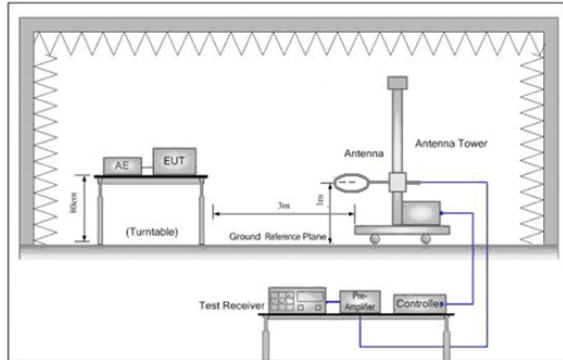 Antenna
Antenna Tower
AE
EUT
80cm
(Turntable)
3m
1m
Ground Reference Plane
Test Receiver
Pre-
Amplifier
Controller